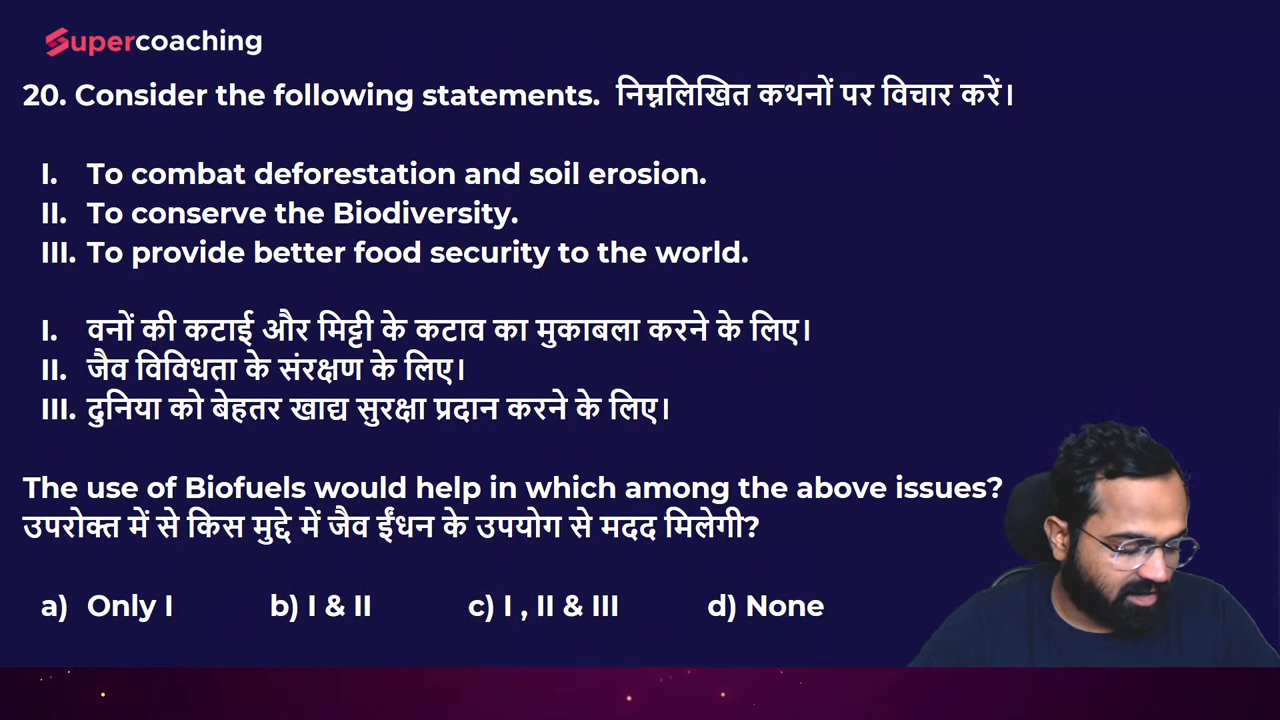 Supercoaching
20. Consider the following statements. निम्नलिखित कथनों पर विचार करें।
I. To combat deforestation and soil erosion.
II. To conserve the Biodiversity.
III. To provide better food security to the world.
I. वनों की कटाई और मिट्टी के कटाव का मुकाबला करने के लिए।
II. जैव विविधता के संरक्षण के लिए।
III. दुनिया को बेहतर खाद्य सुरक्षा प्रदान करने के लिए।
The use of Biofuels would help in which among the above issues?
उपरोक्त में से किस मुद्दे में जैव ईंधन के उपयोग से मदद मिलेगी?
a) Only I b) I & II c) I , II & III d) None